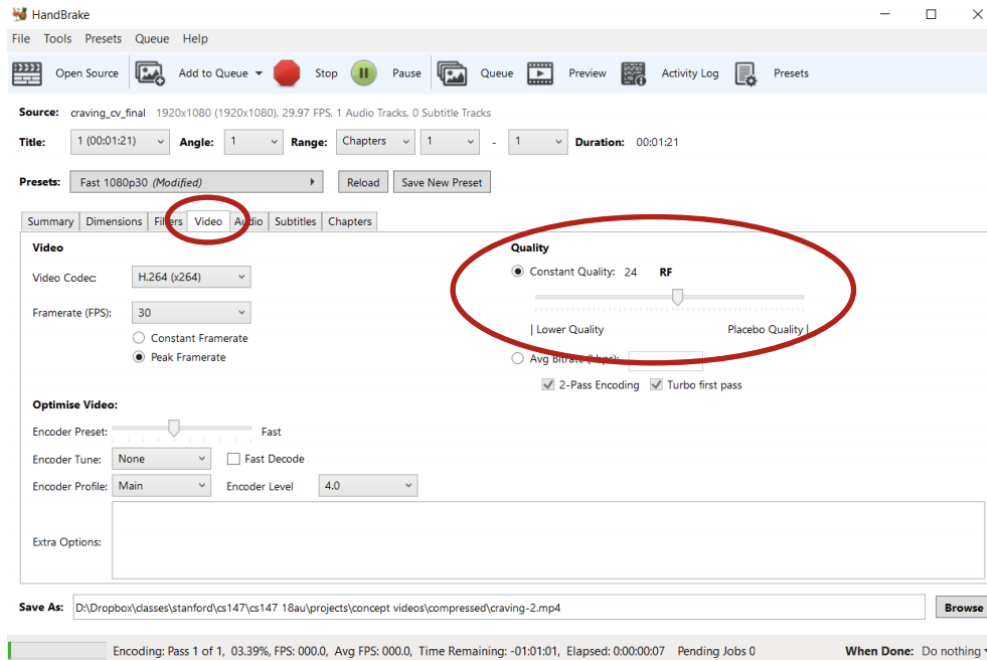 HandBrake
File Tools Presets Queue Help
Open Source Add to Queue Stop Pause Queue Preview Activity Log Presets
Source: craving_cv_final 1920x1080 (1920x1080), 29.97 FPS, 1 Audio Tracks, 0 Subtitle Tracks
Title: 1 (00:01:21) Angle: 1 Range: Chapters 1 - 1 Duration: 00:01:21
Presets: Fast 1080p30 (Modified) Reload Save New Preset
Summary Dimensions Filters Video Audio Subtitles Chapters
Video Quality
Video Codec: H.264 (x264) Constant Quality: 24 RF
Framerate (FPS): 30
| Lower Quality Placebo Quality |
Constant Framerate
Peak Framerate Avg Bitrate (kbps):
2-Pass Encoding Turbo first pass
Optimise Video:
Encoder Preset: Fast
Encoder Tune: None Fast Decode
Encoder Profile: Main Encoder Level 4.0
Extra Options:
Save As: D:\Dropbox\classes\stanford\cs147\cs147 18au\projects\concept videos\compressed\craving-2.mp4 Browse
Encoding: Pass 1 of 1, 03.39%, FPS: 000.0, Avg FPS: 000.0, Time Remaining: -01:01:01, Elapsed: 0:00:00:07 Pending Jobs 0 When Done: Do nothing